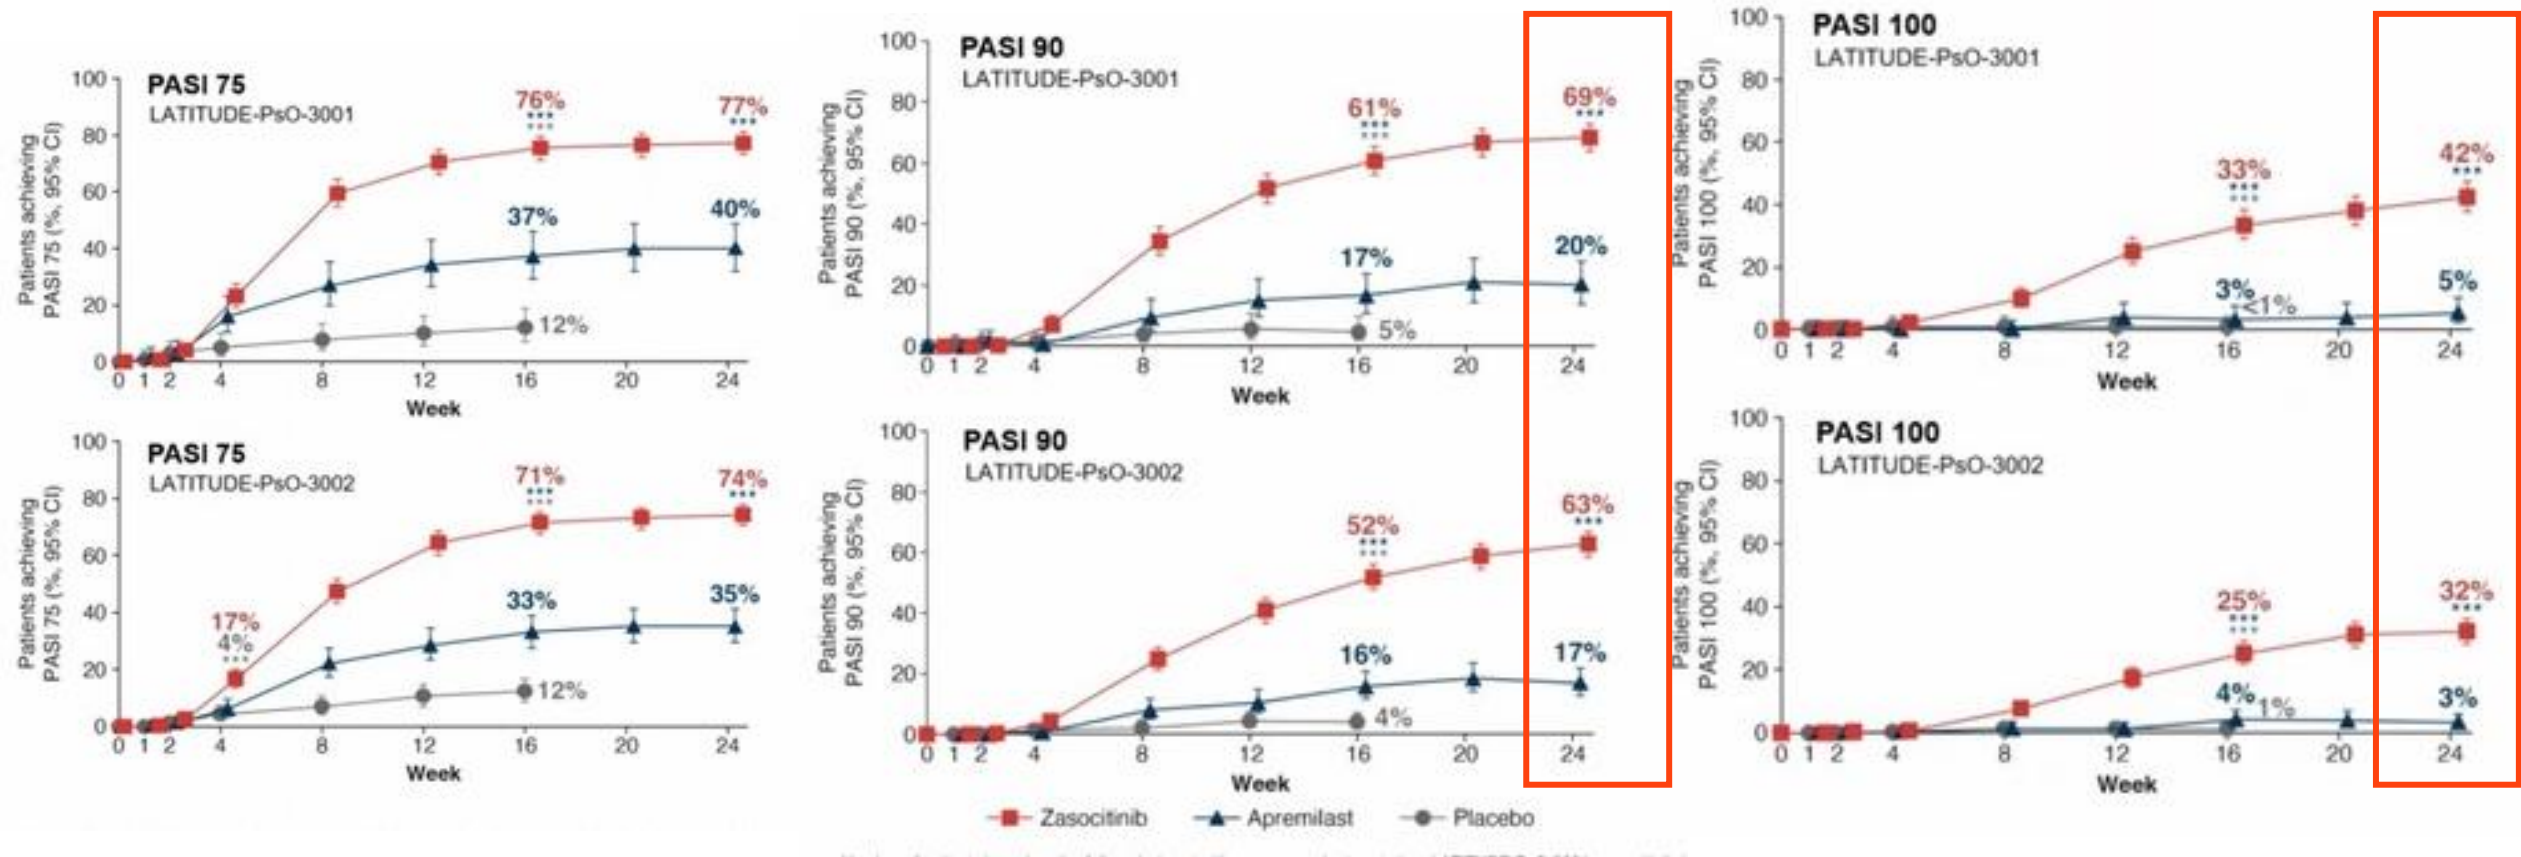 PASI 75
LATITUDE-PsO-3001
Patients achieving
PASI 75 (%, 95% CI)
100
80
60
40
20
0
76%
***
***
77%
***
37%
40%
12%
0 1 2 4 8 12 16 20 24
Week
PASI 90
LATITUDE-PsO-3001
Patients achieving
PASI 90 (%, 95% CI)
100
80
60
40
20
0
61%
***
***
69%
***
17%
20%
5%
0 1 2 4 8 12 16 20 24
Week
PASI 100
LATITUDE-PsO-3001
Patients achieving
PASI 100 (%, 95% CI)
100
80
60
40
20
0
33%
***
***
42%
***
3%
<1%
5%
0 1 2 4 8 12 16 20 24
Week
PASI 75
LATITUDE-PsO-3002
Patients achieving
PASI 75 (%, 95% CI)
100
80
60
40
20
0
17%
4%
***
71%
***
***
74%
***
33%
35%
12%
0 1 2 4 8 12 16 20 24
Week
PASI 90
LATITUDE-PsO-3002
Patients achieving
PASI 90 (%, 95% CI)
100
80
60
40
20
0
52%
***
***
63%
***
16%
17%
4%
0 1 2 4 8 12 16 20 24
Week
PASI 100
LATITUDE-PsO-3002
Patients achieving
PASI 100 (%, 95% CI)
100
80
60
40
20
0
25%
***
***
32%
***
4%
1%
3%
0 1 2 4 8 12 16 20 24
Week
Zasocitinib Apremilast Placebo